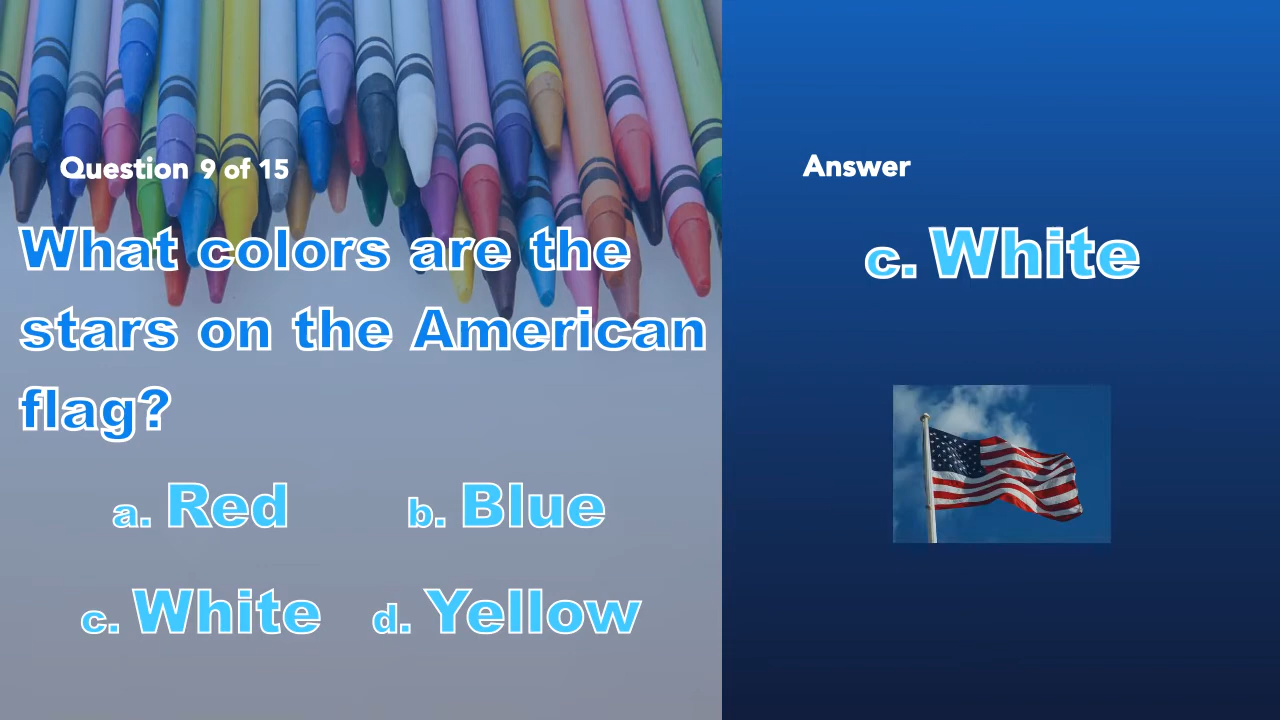 Question 9 of 15
What colors are the
stars on the American
flag?
a. Red
b. Blue
c. White
d. Yellow
Answer
c. White